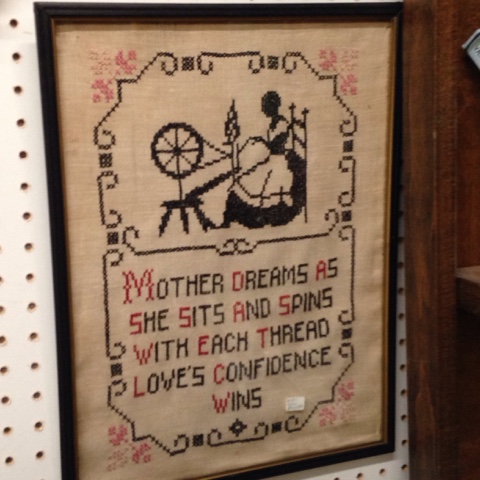 MOTHER DREAMS AS
SHE SITS AND SPINS
WITH EACH THREAD
LOVE'S CONFIDENCE
WINS